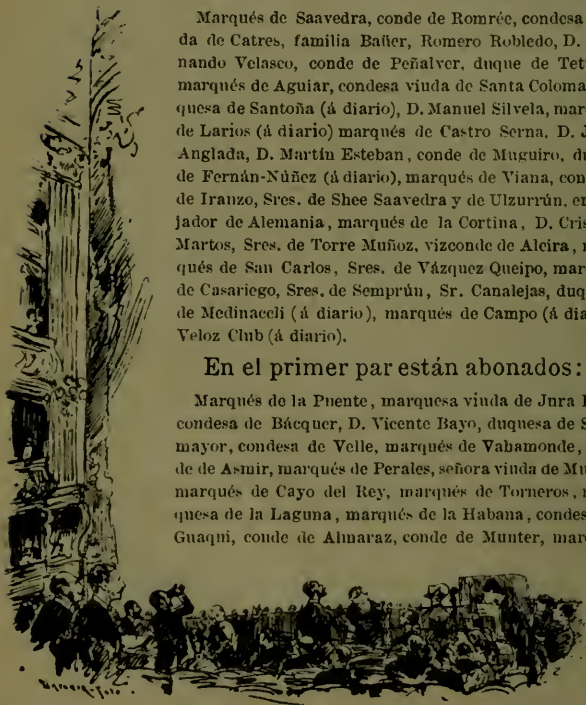 Marqués de Saavedra, conde de Romrée, condesa
da de Catres, familia Baüer, Romero Robledo, D.
nando Velasco, conde de Peñalver, duque de Tet
marqués de Aguiar, condesa viuda de Santa Coloma
quesa de Santoña (á diario), D. Manuel Silvela, mar
de Larios (á diario) marqués de Castro Serna, D. J
Anglada, D. Martín Esteban, conde de Muguiro, du
de Fernán-Núñez (á diario), marqués de Viana, con
de Iranzo, Sres. de Shee Saavedra y de Ulzurrún, em
jador de Alemania, marqués de la Cortina, D. Cris
Martos, Sres. de Torre Muñoz, vizconde de Alcira, m
qués de San Carlos, Sres. de Vázquez Queipo, mar
de Casariego, Sres. de Semprún, Sr. Canalejas, duq
de Medinaceli (á diario), marqués de Campo (á dia
Veloz Club (á diario).
En el primer par están abonados:
Marqués de la Puente, marquesa viuda de Jura
condesa de Bácquer, D. Vicente Bayo, duquesa de S
mayor, condesa de Velle, marqués de Vahamonde,
de de Asmir, marqués de Perales, señora viuda de Mu
marqués de Cayo del Rey, marqués de Torneros, m
quesa de la Laguna, marqués de la Habana, condes
Guaqui, conde de Almaraz, conde de Munter, marq